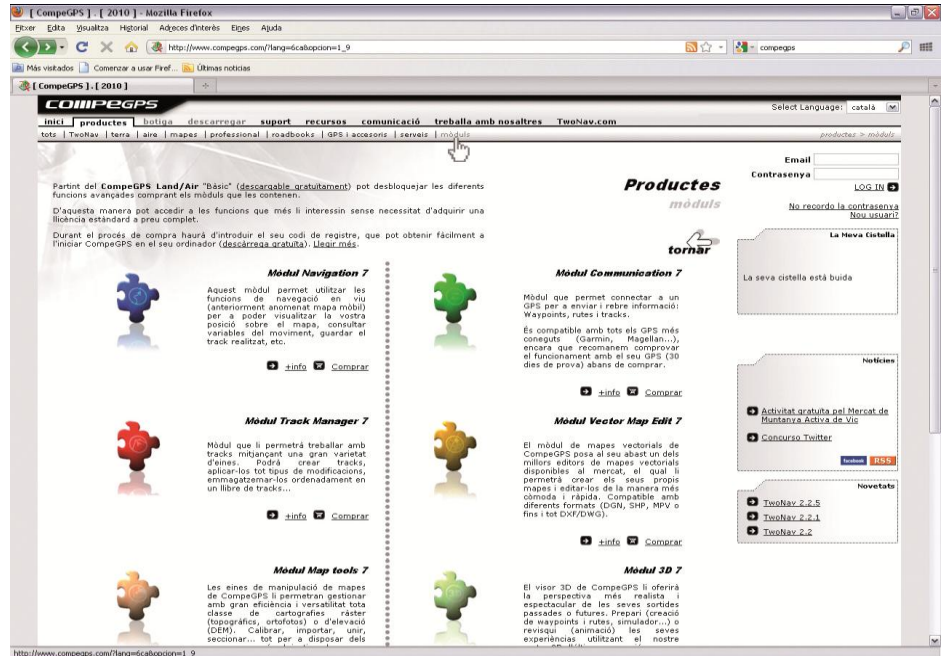 [ CompeGPS ] . [ 2010 ] - Mozilla Firefox
Fitxer Edita Visualitza Historial Adreces d'interès Eines Ajuda
http://www.compegps.com/?lang=6ca&opcion=1_9
compegps
Más visitados Comenzar a usar Firef... Últimas noticias
[ CompeGPS ] . [ 2010 ]
COMPEGPS
Select Language: català
inici productes botiga descarregar suport recursos comunicació treballa amb nosaltres TwoNav.com
tots | TwoNav | terra | aire | mapes | professional | roadbooks | GPS i accesoris | serveis | mòduls
productes > mòduls
Partint del CompeGPS Land/Air "Bàsic" (descargable gratuïtament) pot desbloquejar les diferents
funcions avançades comprant els mòduls que les contenen.
D'aquesta manera pot accedir a les funcions que més li interessin sense necessitat d'adquirir una
llicència estàndard a preu complet.
Durant el procés de compra haurà d'introduir el seu codi de registre, que pot obtenir fàcilment a
l'iniciar CompeGPS en el seu ordinador (descàrrega gratuïta). Llegir més.
Productes
mòduls
tornar
Email
Contrasenya
LOG IN
No recordo la contrasenya
Nou usuari?
La Meva Cistella
La seva cistella està buida
Mòdul Navigation 7
Aquest mòdul permet utilitzar les
funcions de navegació en viu
(anteriorment anomenat mapa mòbil)
per a poder visualitzar la vostra
posició sobre el mapa, consultar
variables del moviment, guardar el
track realitzat, etc.
+info Comprar
Mòdul Communication 7
Mòdul que permet connectar a un
GPS per a enviar i rebre informació:
Waypoints, rutes i tracks.
És compatible amb tots els GPS més
coneguts (Garmin, Magellan...),
encara que recomanem comprovar
el funcionament amb el seu GPS (30
dies de prova) abans de comprar.
+info Comprar
Notícies
Activitat gratuïta pel Mercat de
Muntanya Activa de Vic
Concurso Twitter
facebook RSS
Mòdul Track Manager 7
Mòdul que li permetrà treballar amb
tracks mitjançant una gran varietat
d'eines. Podrà crear tracks,
aplicar-los tot tipus de modificacions,
emmagatzemar-los ordenadament en
un llibre de tracks...
+info Comprar
Mòdul Vector Map Edit 7
El mòdul de mapes vectorials de
CompeGPS posa al seu abast un dels
millors editors de mapes vectorials
disponibles al mercat, el qual li
permetrà crear els seus propis
mapes i editar-los de la manera més
còmoda i ràpida. Compatible amb
diferents formats (DGN, SHP, MPV o
fins i tot DXF/DWG).
+info Comprar
Novetats
TwoNav 2.2.5
TwoNav 2.2.1
TwoNav 2.2
Mòdul Map tools 7
Les eines de manipulació de mapes
de CompeGPS li permetran gestionar
amb gran eficiència i versatilitat tota
classe de cartografies ràster
(topogràfics, ortofotos) o d'elevació
(DEM). Calibrar, importar, unir,
seccionar... tot per a disposar dels
Mòdul 3D 7
El visor 3D de CompeGPS li oferirà
la perspectiva més realista i
espectacular de les seves sortides
passades o futures. Prepari (creació
de waypoints i rutes, simulador...) o
revisqui (animació) les seves
experiències utilitzant el nostre
http://www.compegps.com/?lang=6ca&opcion=1_9